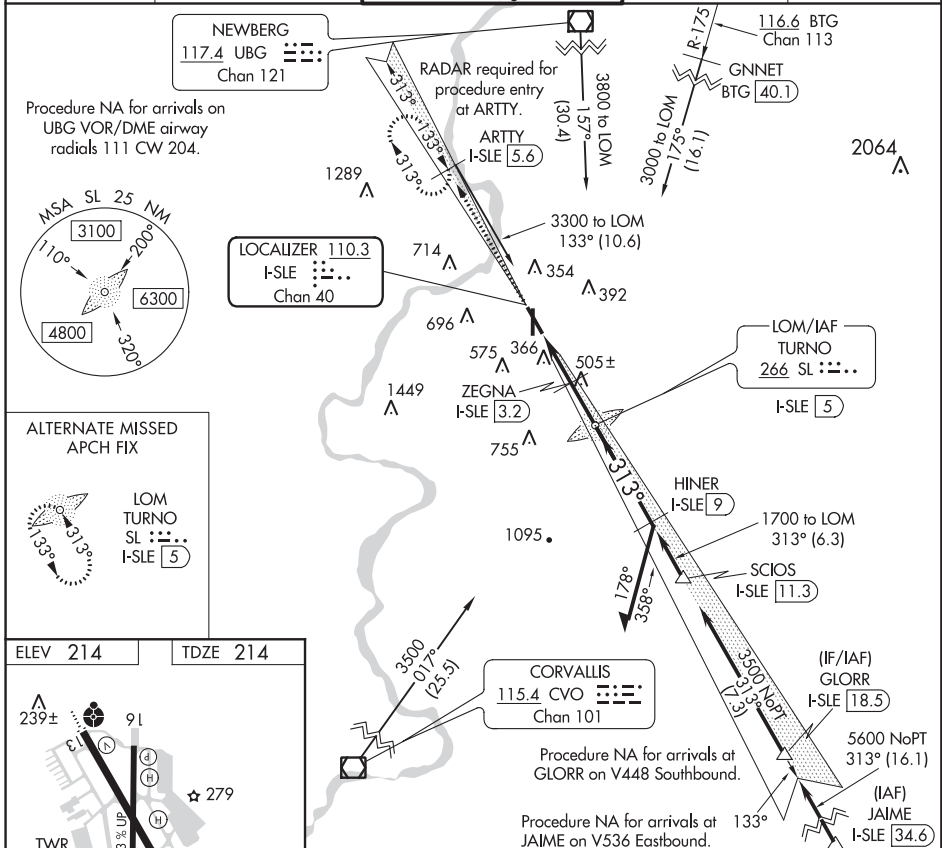 NEWBERG
117.4 UBG
Chan 121
Procedure NA for arrivals on
UBG VOR/DME airway
radials 111 CW 204.
RADAR required for
procedure entry
at ARTTY.
313°
133°
313°
ARTTY
I-SLE 5.6
3800 to LOM
157°
(30.4)
R-175
116.6 BTG
Chan 113
GNNET
BTG 40.1
3000 to LOM
175°
(16.1)
2064
1289
MSA SL 25 NM
3100
110°
200°
6300
4800
320°
3300 to LOM
133° (10.6)
LOCALIZER 110.3
I-SLE
Chan 40
714
354
392
696
575
366
505±
ZEGNA
I-SLE 3.2
1449
755
LOM/IAF
TURNO
266 SL
I-SLE 5
ALTERNATE MISSED
APCH FIX
LOM
TURNO
SL
I-SLE 5
133°
313°
313°
HINER
I-SLE 9
1700 to LOM
313° (6.3)
1095
SCIOS
I-SLE 11.3
178°
358°
3500
017°
(25.5)
CORVALLIS
115.4 CVO
Chan 101
3500 NoPT
313°
(7.3)
(IF/IAF)
GLORR
I-SLE 18.5
Procedure NA for arrivals at
GLORR on V448 Southbound.
5600 NoPT
313° (16.1)
Procedure NA for arrivals at
JAIME on V536 Eastbound.
133°
(IAF)
JAIME
I-SLE 34.6
ELEV 214
TDZE 214
239±
13
16
V
P
H
H
279
TWR
3% UP